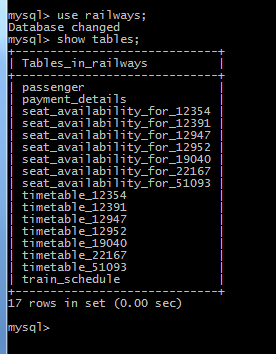 mysql> use railways;
Database changed
mysql> show tables;
+-----------------------------+
| Tables_in_railways          |
+-----------------------------+
| passenger                   |
| payment_details             |
| seat_availability_for_12354 |
| seat_availability_for_12391 |
| seat_availability_for_12947 |
| seat_availability_for_12952 |
| seat_availability_for_19040 |
| seat_availability_for_22167 |
| seat_availability_for_51093 |
| timetable_12354             |
| timetable_12391             |
| timetable_12947             |
| timetable_12952             |
| timetable_19040             |
| timetable_22167             |
| timetable_51093             |
| train_schedule              |
+-----------------------------+
17 rows in set (0.00 sec)
mysql>